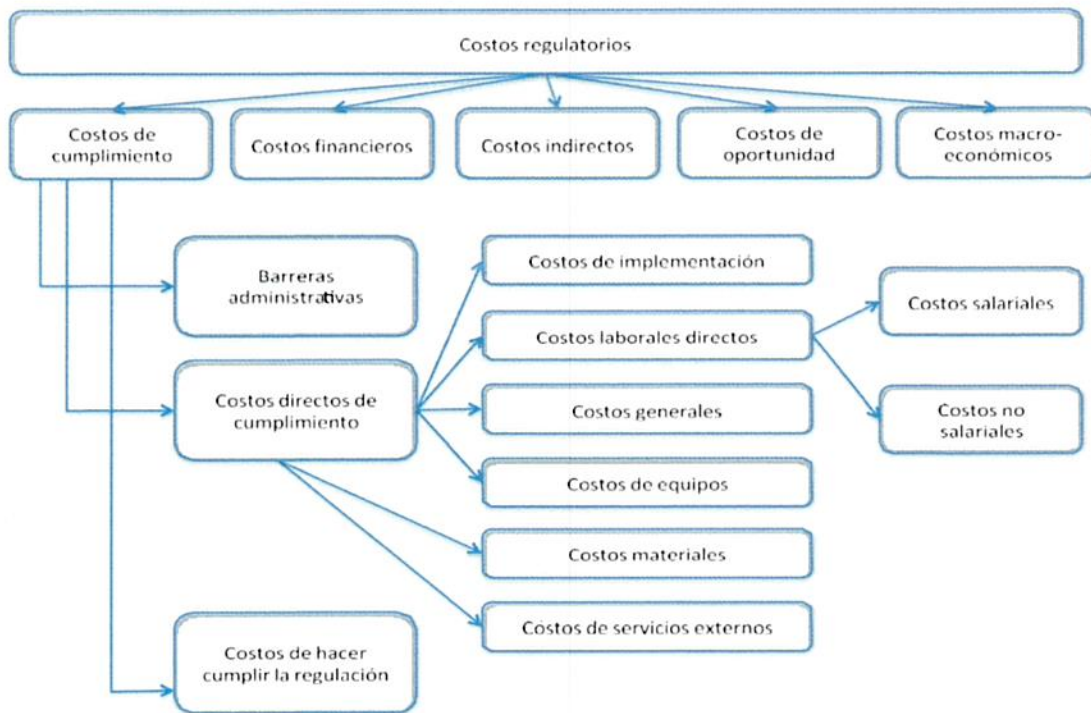 Costos regulatorios
Costos de
cumplimiento
Costos financieros
Costos indirectos
Costos de
oportunidad
Costos macro-
económicos
Barreras
administrativas
Costos directos de
cumplimiento
Costos de hacer
cumplir la regulación
Costos de implementación
Costos laborales directos
Costos generales
Costos de equipos
Costos materiales
Costos de servicios externos
Costos salariales
Costos no
salariales